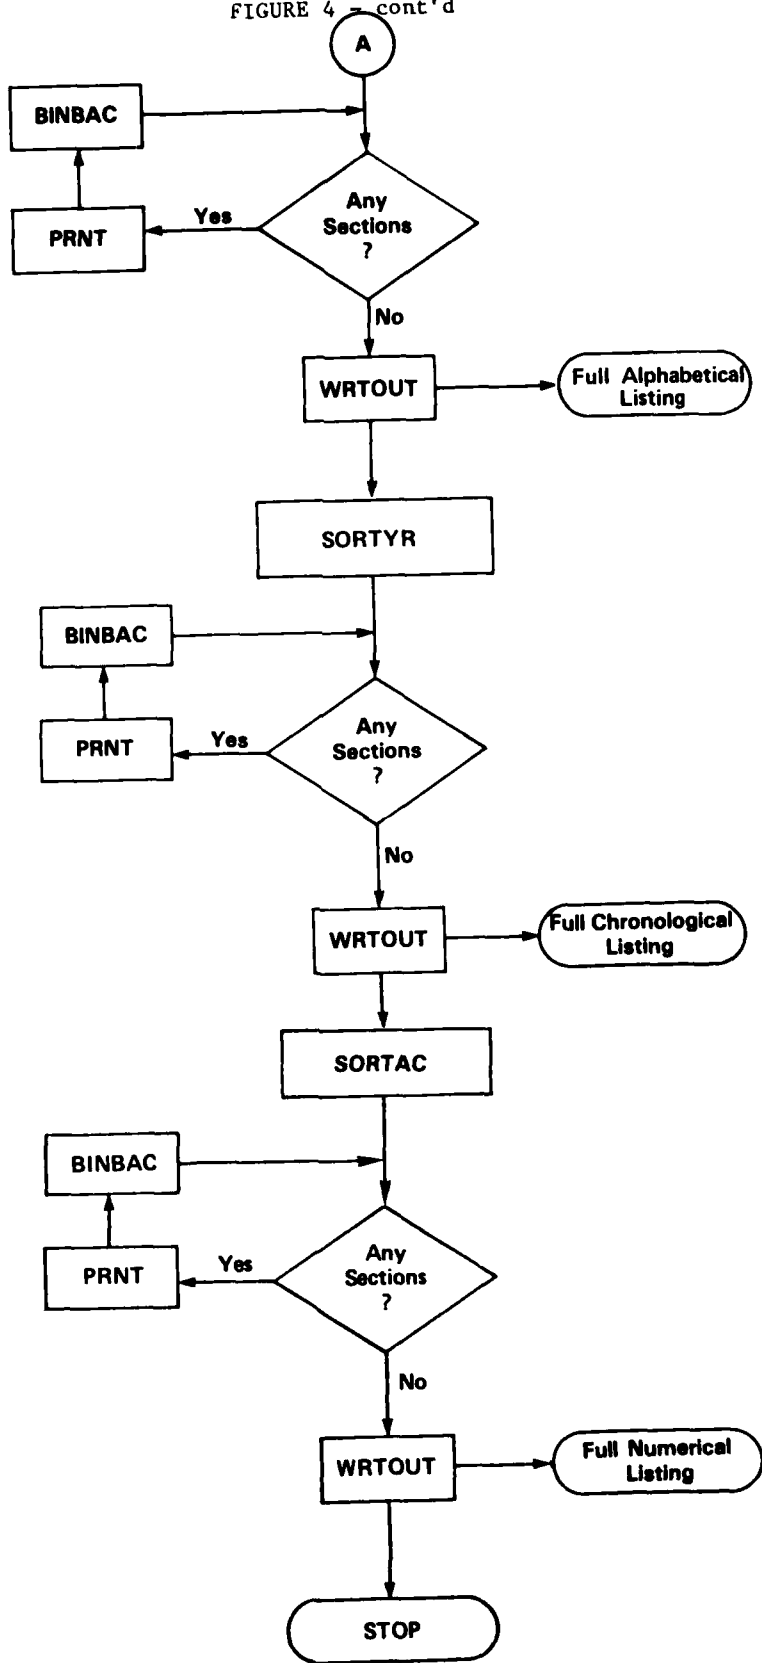 FIGURE 4 - cont'd
A
BINBAC
Any
Sections
?
Yes
PRNT
No
WRTOUT
Full Alphabetical
Listing
SORTYR
BINBAC
Any
Sections
?
Yes
PRNT
No
WRTOUT
Full Chronological
Listing
SORTAC
BINBAC
Any
Sections
?
Yes
PRNT
No
WRTOUT
Full Numerical
Listing
STOP